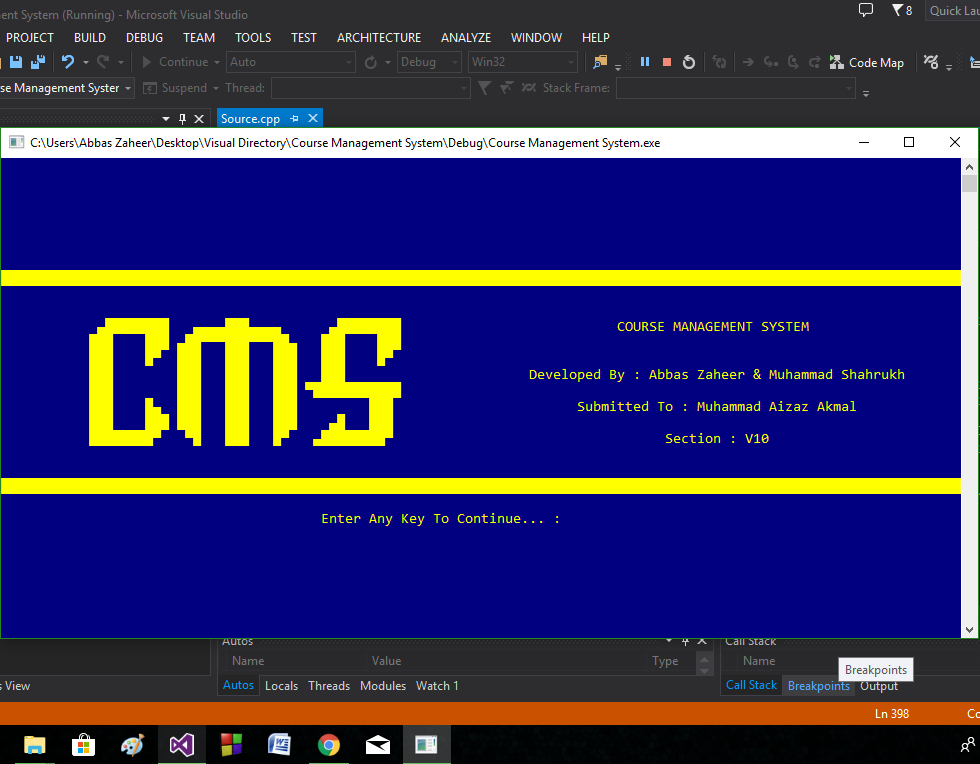 ent System (Running) - Microsoft Visual Studio
8
Quick Lau
PROJECT BUILD DEBUG TEAM TOOLS TEST ARCHITECTURE ANALYZE WINDOW HELP
Continue Auto Debug Win32 Code Map
se Management System Suspend Thread: Stack Frame:
Source.cpp
C:\Users\Abbas Zaheer\Desktop\Visual Directory\Course Management System\Debug\Course Management System.exe
CMS
COURSE MANAGEMENT SYSTEM
Developed By : Abbas Zaheer & Muhammad Shahrukh
Submitted To : Muhammad Aizaz Akmal
Section : V10
Enter Any Key To Continue... :
Autos Call Stack
Name Value Type Name
Breakpoints
s View Autos Locals Threads Modules Watch 1 Call Stack Breakpoints Output
Ln 398 Co